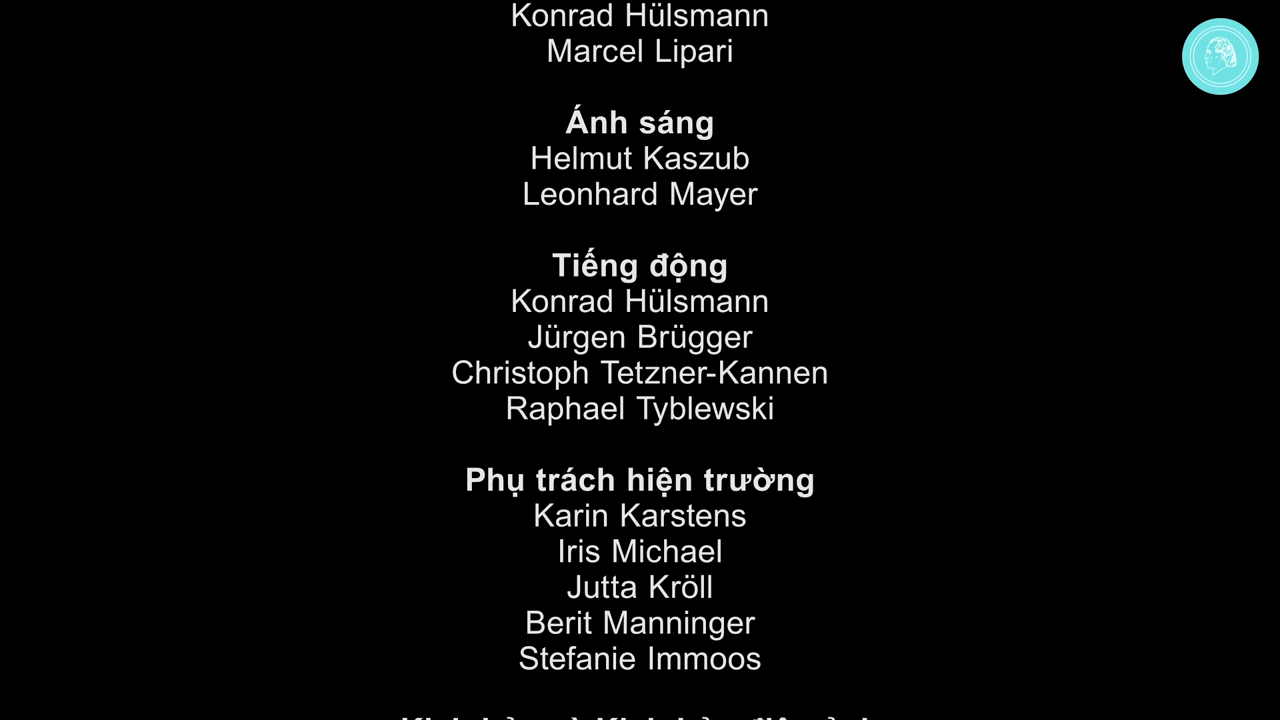 Konrad Hülsmann
Marcel Lipari
Ánh sáng
Helmut Kaszub
Leonhard Mayer
Tiếng động
Konrad Hülsmann
Jürgen Brügger
Christoph Tetzner-Kannen
Raphael Tyblewski
Phụ trách hiện trường
Karin Karstens
Iris Michael
Jutta Kröll
Berit Manninger
Stefanie Immoos